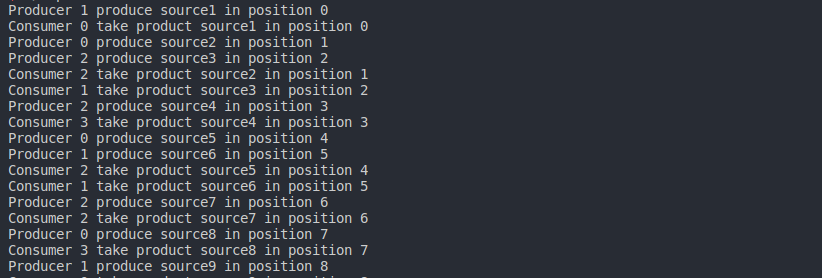 Producer 1 produce source1 in position 0
Consumer 0 take product source1 in position 0
Producer 0 produce source2 in position 1
Producer 2 produce source3 in position 2
Consumer 2 take product source2 in position 1
Consumer 1 take product source3 in position 2
Producer 2 produce source4 in position 3
Consumer 3 take product source4 in position 3
Producer 0 produce source5 in position 4
Producer 1 produce source6 in position 5
Consumer 2 take product source5 in position 4
Consumer 1 take product source6 in position 5
Producer 2 produce source7 in position 6
Consumer 2 take product source7 in position 6
Producer 0 produce source8 in position 7
Consumer 3 take product source8 in position 7
Producer 1 produce source9 in position 8